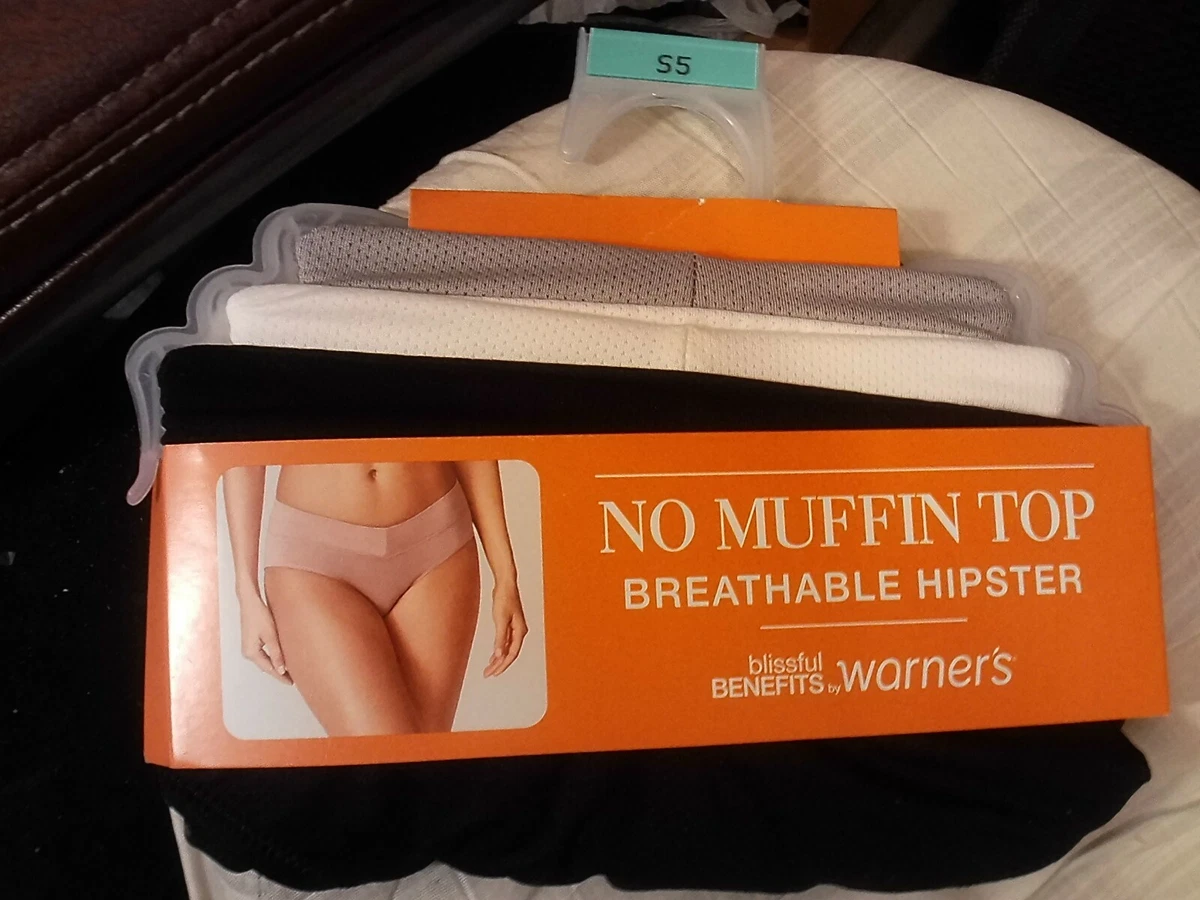 S5
NO MUFFIN TOP
BREATHABLE HIPSTER
blissful
BENEFITS by warner's